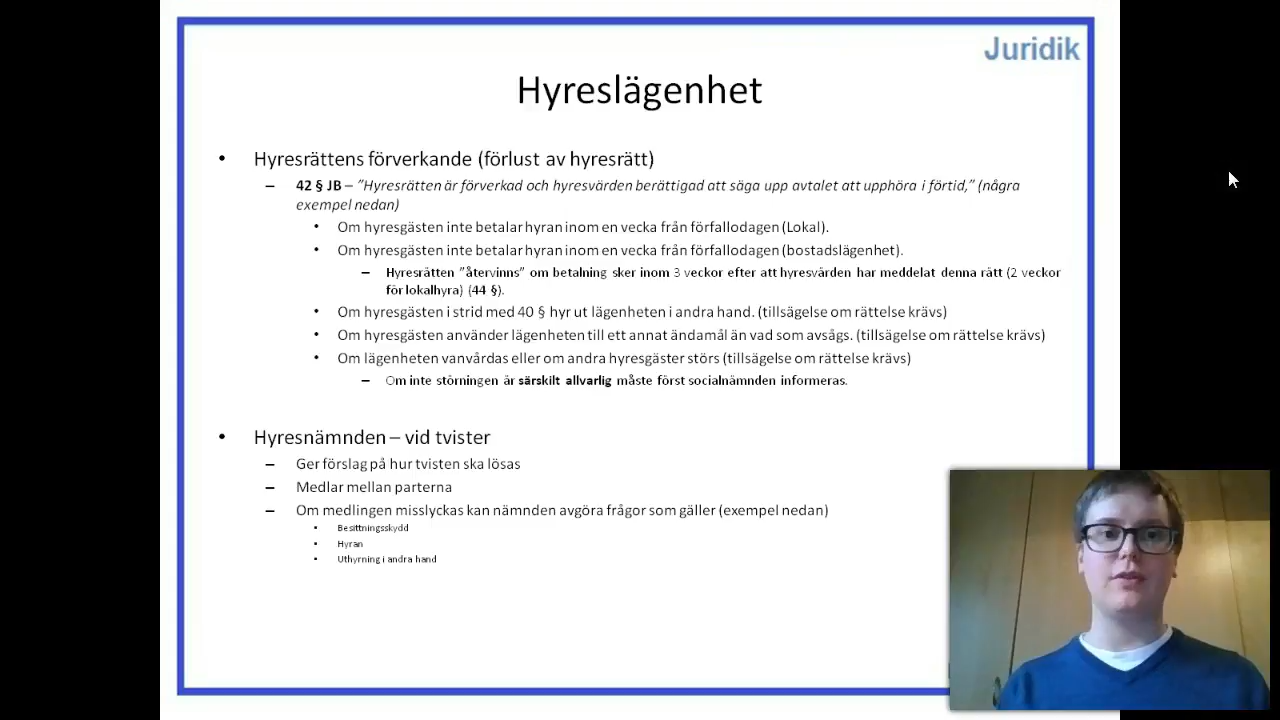 Juridik
Hyreslägenhet
• Hyresrättens förverkande (förlust av hyresrätt)
– 42 § JB – ”Hyresrätten är förverkad och hyresvärden berättigad att säga upp avtalet att upphöra i förtid,” (några
exempel nedan)
• Om hyresgästen inte betalar hyran inom en vecka från förfallodagen (Lokal).
• Om hyresgästen inte betalar hyran inom en vecka från förfallodagen (bostadslägenhet).
– Hyresrätten ”återvinns” om betalning sker inom 3 veckor efter att hyresvärden har meddelat denna rätt (2 veckor
för lokalhyra) (44 §).
• Om hyresgästen i strid med 40 § hyr ut lägenheten i andra hand. (tillsägelse om rättelse krävs)
• Om hyresgästen använder lägenheten till ett annat ändamål än vad som avsågs. (tillsägelse om rättelse krävs)
• Om lägenheten vanvårdas eller om andra hyresgäster störs (tillsägelse om rättelse krävs)
– Om inte störningen är särskilt allvarlig måste först socialnämnden informeras.
• Hyresnämnden – vid tvister
– Ger förslag på hur tvisten ska lösas
– Medlar mellan parterna
– Om medlingen misslyckas kan nämnden avgöra frågor som gäller (exempel nedan)
• Besittningsskydd
• Hyran
• Uthyrning i andra hand